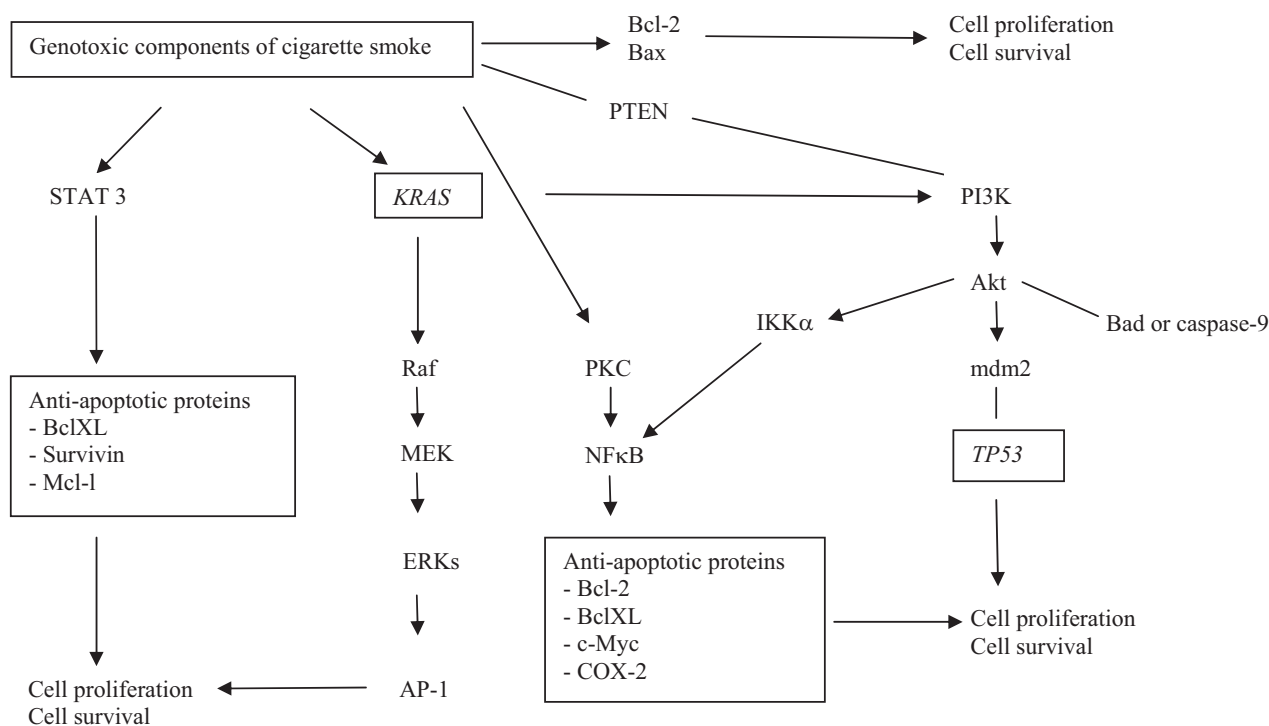 Genotoxic components of cigarette smoke
Bcl-2
Bax
Cell proliferation
Cell survival
PTEN
STAT 3
KRAS
PI3K
Akt
IKKα
Bad or caspase-9
Raf
PKC
mdm2
Anti-apoptotic proteins
- BclXL
- Survivin
- Mcl-l
MEK
NFκB
TP53
ERKs
Anti-apoptotic proteins
- Bcl-2
- BclXL
- c-Myc
- COX-2
Cell proliferation
Cell survival
Cell proliferation
Cell survival
AP-1